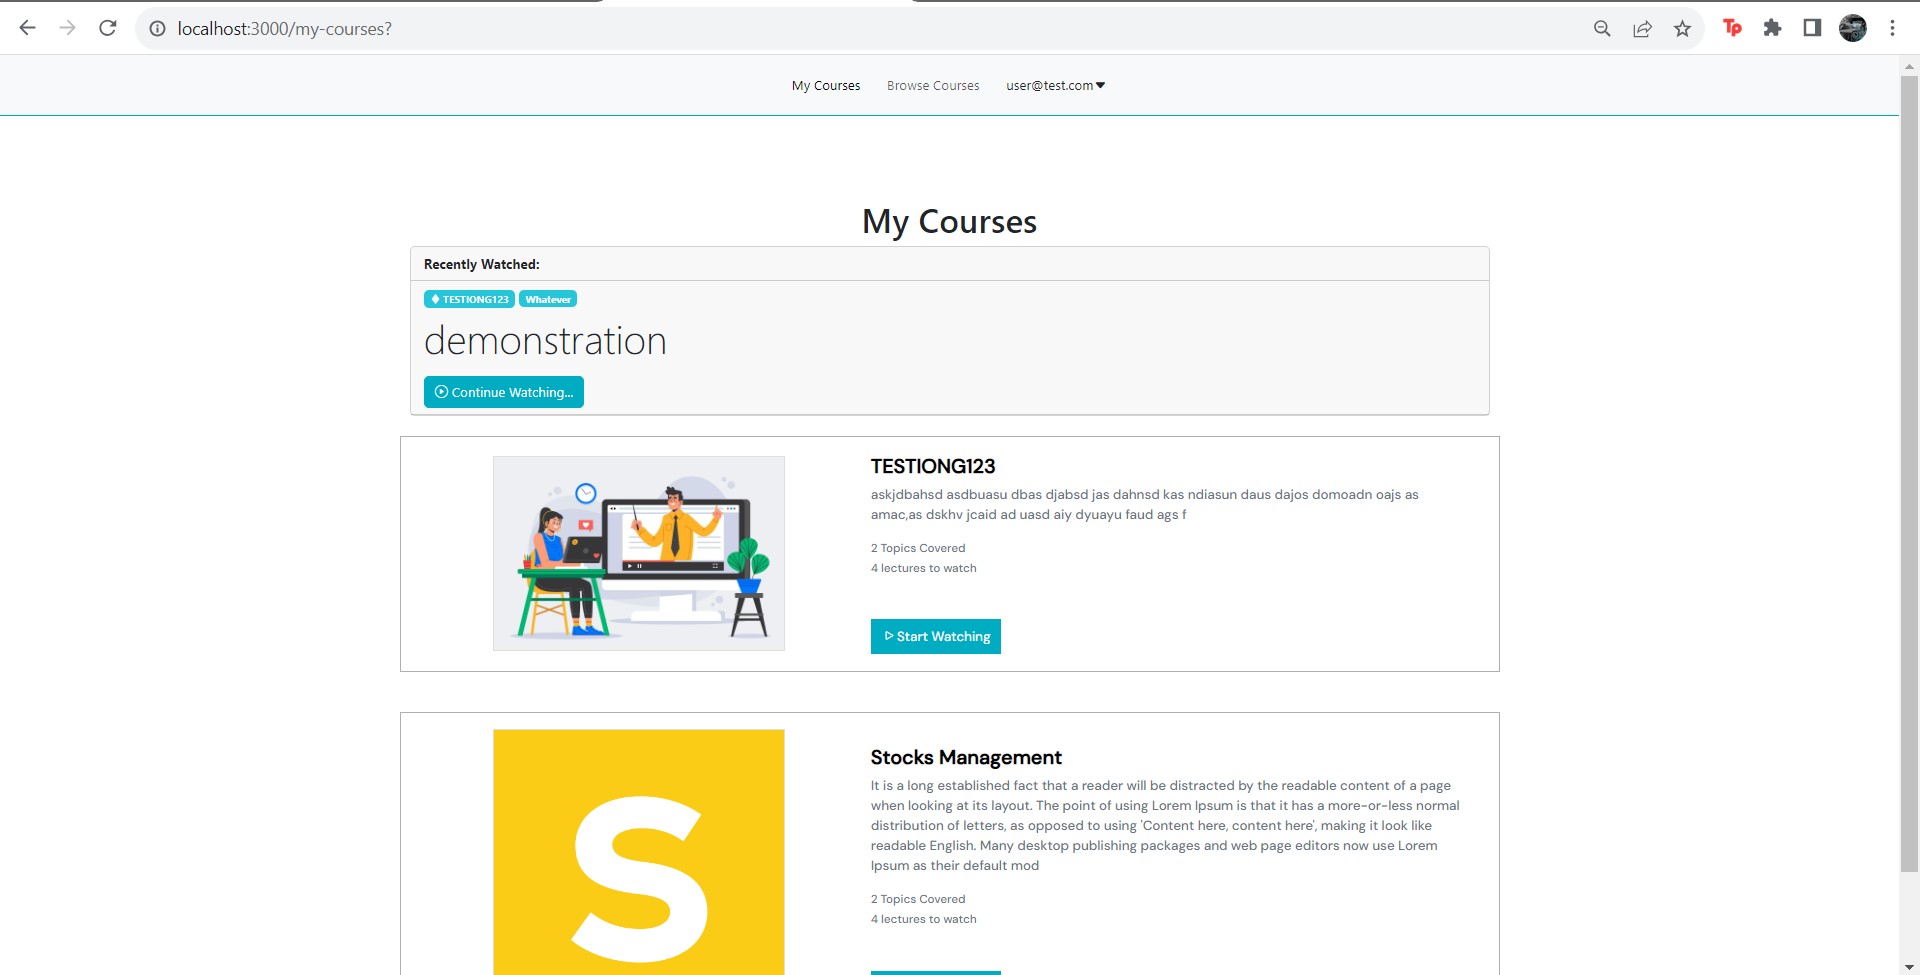 localhost:3000/my-courses?
Tp
My Courses Browse Courses user@test.com
My Courses
Recently Watched:
TESTIONG123 Whatever
demonstration
Continue Watching...
TESTIONG123
askjdbahsd asdbuasu dbas djabsd jas dahnsd kas ndiasun daus dajos domoadn oajs as
amac,as dskhv jcaid ad uasd aiy dyuayu faud ags f
2 Topics Covered
4 lectures to watch
Start Watching
S
Stocks Management
It is a long established fact that a reader will be distracted by the readable content of a page
when looking at its layout. The point of using Lorem Ipsum is that it has a more-or-less normal
distribution of letters, as opposed to using 'Content here, content here', making it look like
readable English. Many desktop publishing packages and web page editors now use Lorem
Ipsum as their default mod
2 Topics Covered
4 lectures to watch